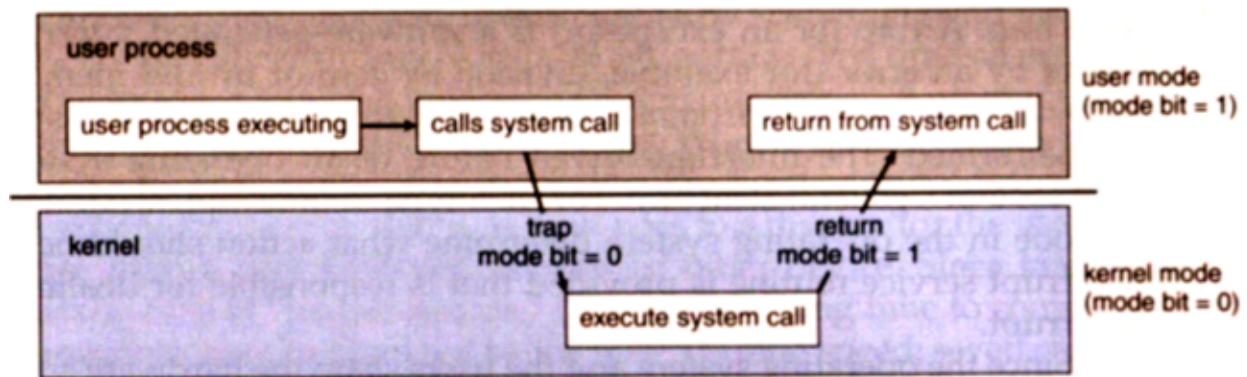 user process
user process executing
calls system call
return from system call
user mode
(mode bit = 1)
kernel
trap
mode bit = 0
return
mode bit = 1
execute system call
kernel mode
(mode bit = 0)